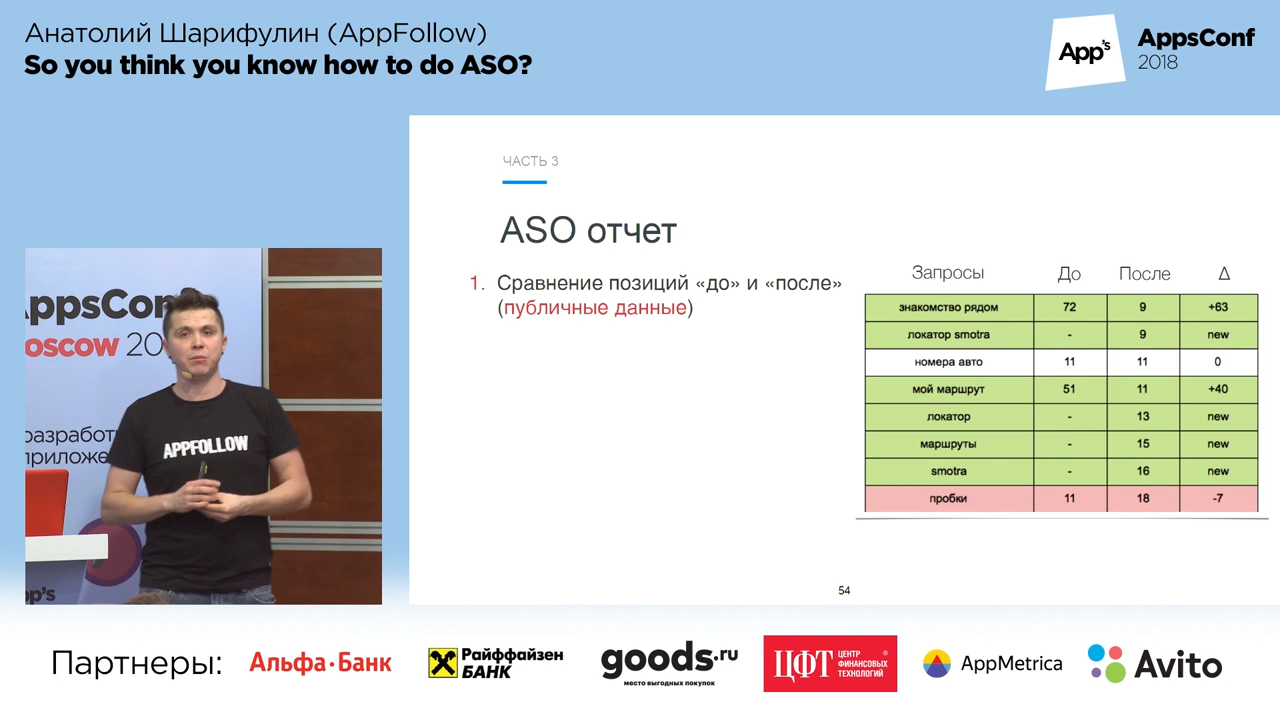 Анатолий Шарифулин (AppFollow)
So you think you know how to do ASO?
App's
AppsConf
2018
ЧАСТЬ 3
ASO отчет
1. Сравнение позиций «до» и «после»
(публичные данные)
Запросы До После Δ
знакомство рядом 72 9 +63
локатор smotra - 9 new
номера авто 11 11 0
мой маршрут 51 11 +40
локатор - 13 new
маршруты - 15 new
smotra - 16 new
пробки 11 18 -7
54
ppsConf
oscow 20
разработ
приложе
APPFOLLOW
pp's
Партнеры:
Альфа·Банк
Райффайзен
БАНК
goods.ru
место выгодных покупок
ЦФТ
ЦЕНТР
ФИНАНСОВЫХ
ТЕХНОЛОГИЙ
®
AppMetrica
Avito